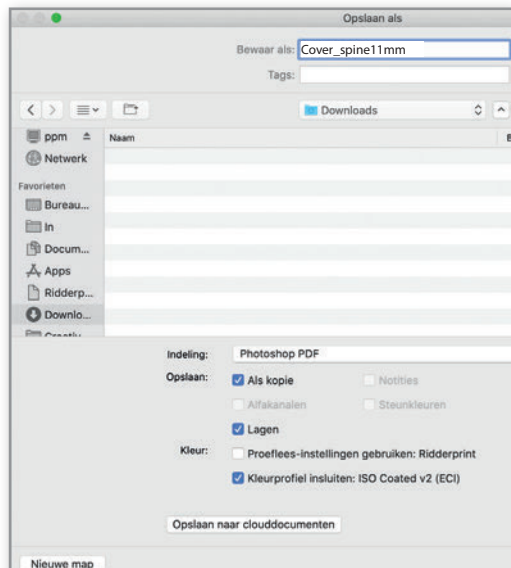 Opslaan als
Bewaar als: Cover_spine11mm
Tags:
Downloads
ppm
Naam
Netwerk
Favorieten
Bureau...
In
Docum...
Apps
Ridderp...
Downlo...
Indeling: Photoshop PDF
Opslaan: Als kopie Notities
Alfakanalen Steunkleuren
Lagen
Kleur: Proeflees-instellingen gebruiken: Ridderprint
Kleurprofiel insluiten: ISO Coated v2 (ECI)
Opslaan naar clouddocumenten
Nieuwe map